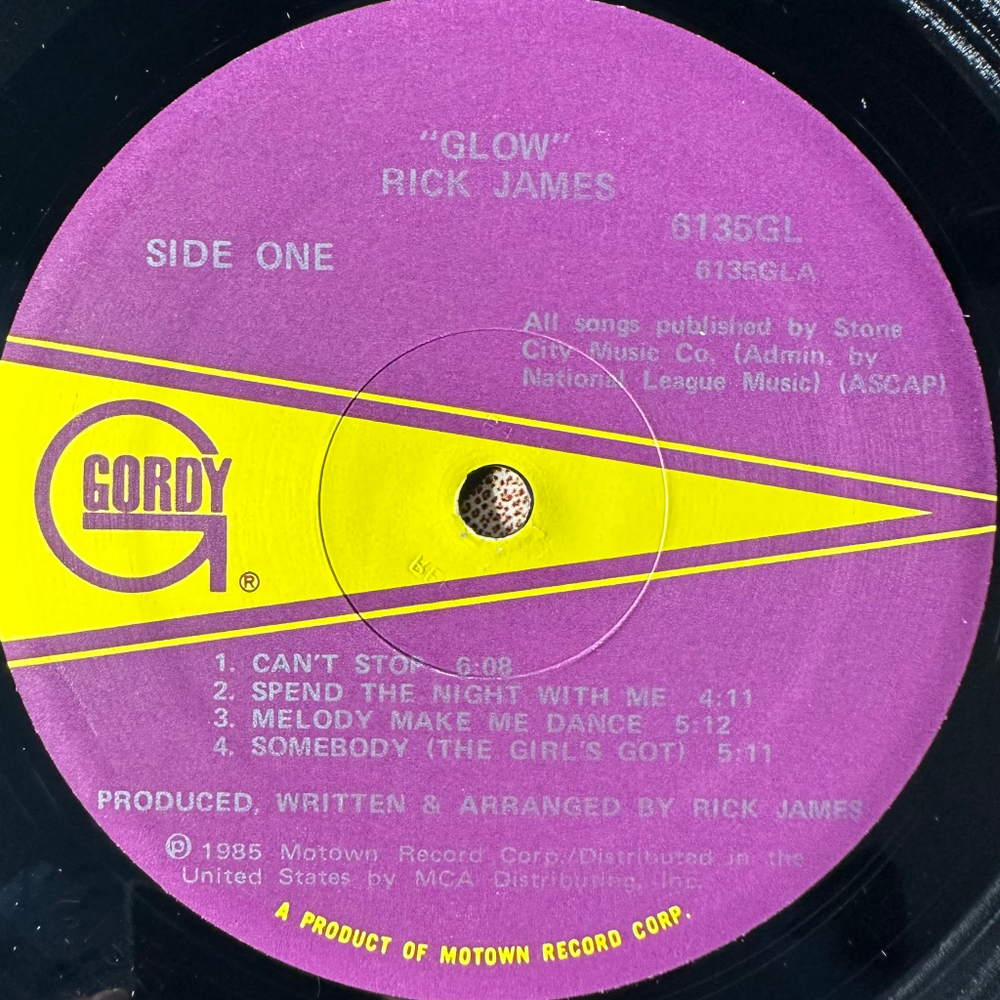 "GLOW"
RICK JAMES
SIDE ONE
6135GL
6135GLA
All songs published by Stone
City Music Co. (Admin. by
National League Music) (ASCAP)
GORDY
®
1. CAN'T STOP 6:08
2. SPEND THE NIGHT WITH ME 4:11
3. MELODY MAKE ME DANCE 5:12
4. SOMEBODY (THE GIRL'S GOT) 5:11
PRODUCED, WRITTEN & ARRANGED BY RICK JAMES
℗ 1985 Motown Record Corp./Distributed in the
United States by MCA Distributing, Inc.
A PRODUCT OF MOTOWN RECORD CORP.